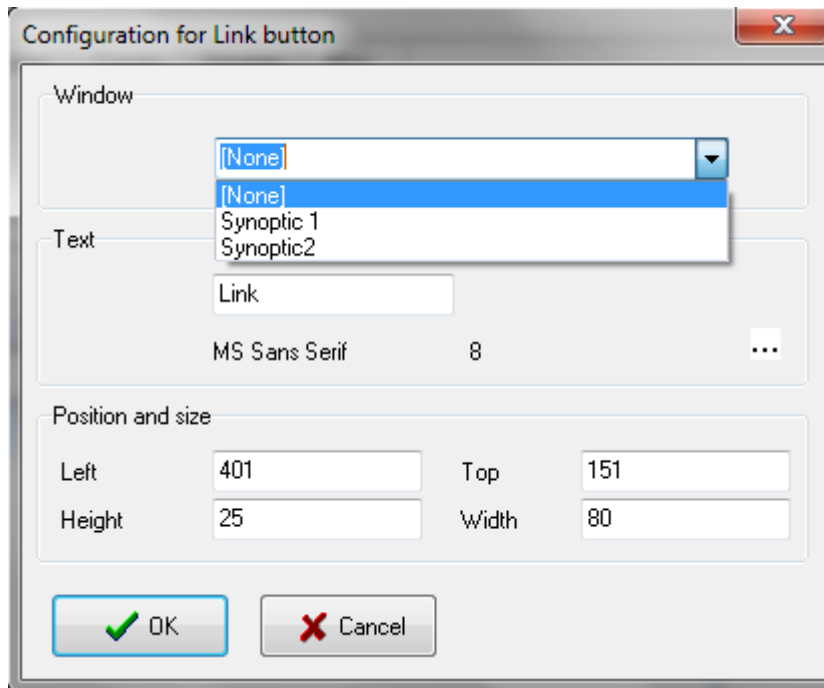 Configuration for Link button
Window
[None]
[None]
Synoptic 1
Synoptic2
Text
Link
MS Sans Serif 8 ...
Position and size
Left 401 Top 151
Height 25 Width 80
OK Cancel